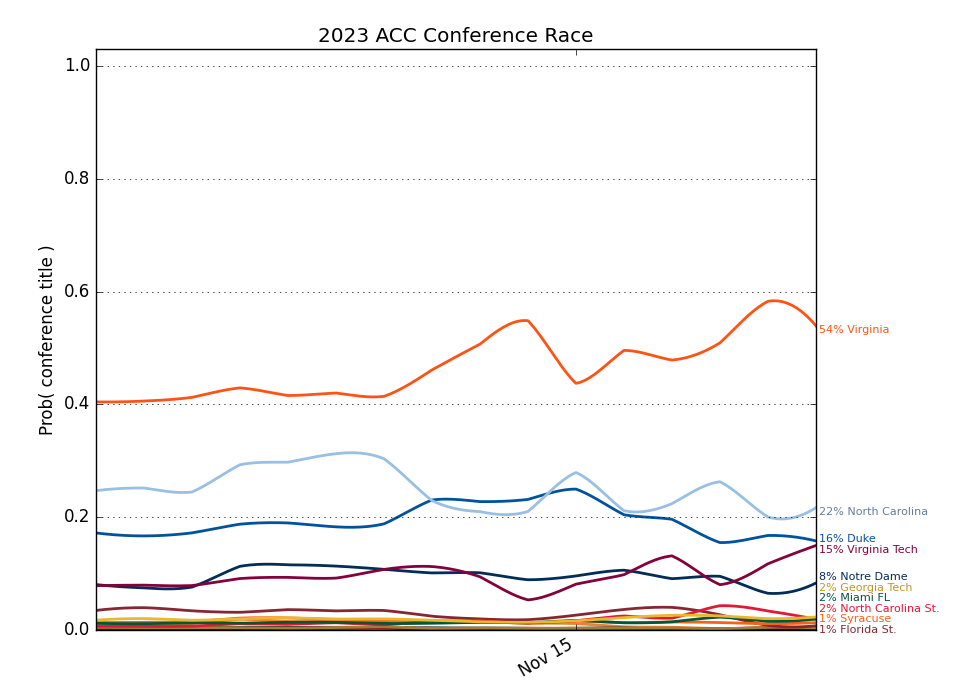 2023 ACC Conference Race
Prob( conference title )
1.0
0.8
0.6
0.4
0.2
0.0
Nov 15
54% Virginia
22% North Carolina
16% Duke
15% Virginia Tech
8% Notre Dame
2% Georgia Tech
2% Miami FL
2% North Carolina St.
1% Syracuse
1% Florida St.